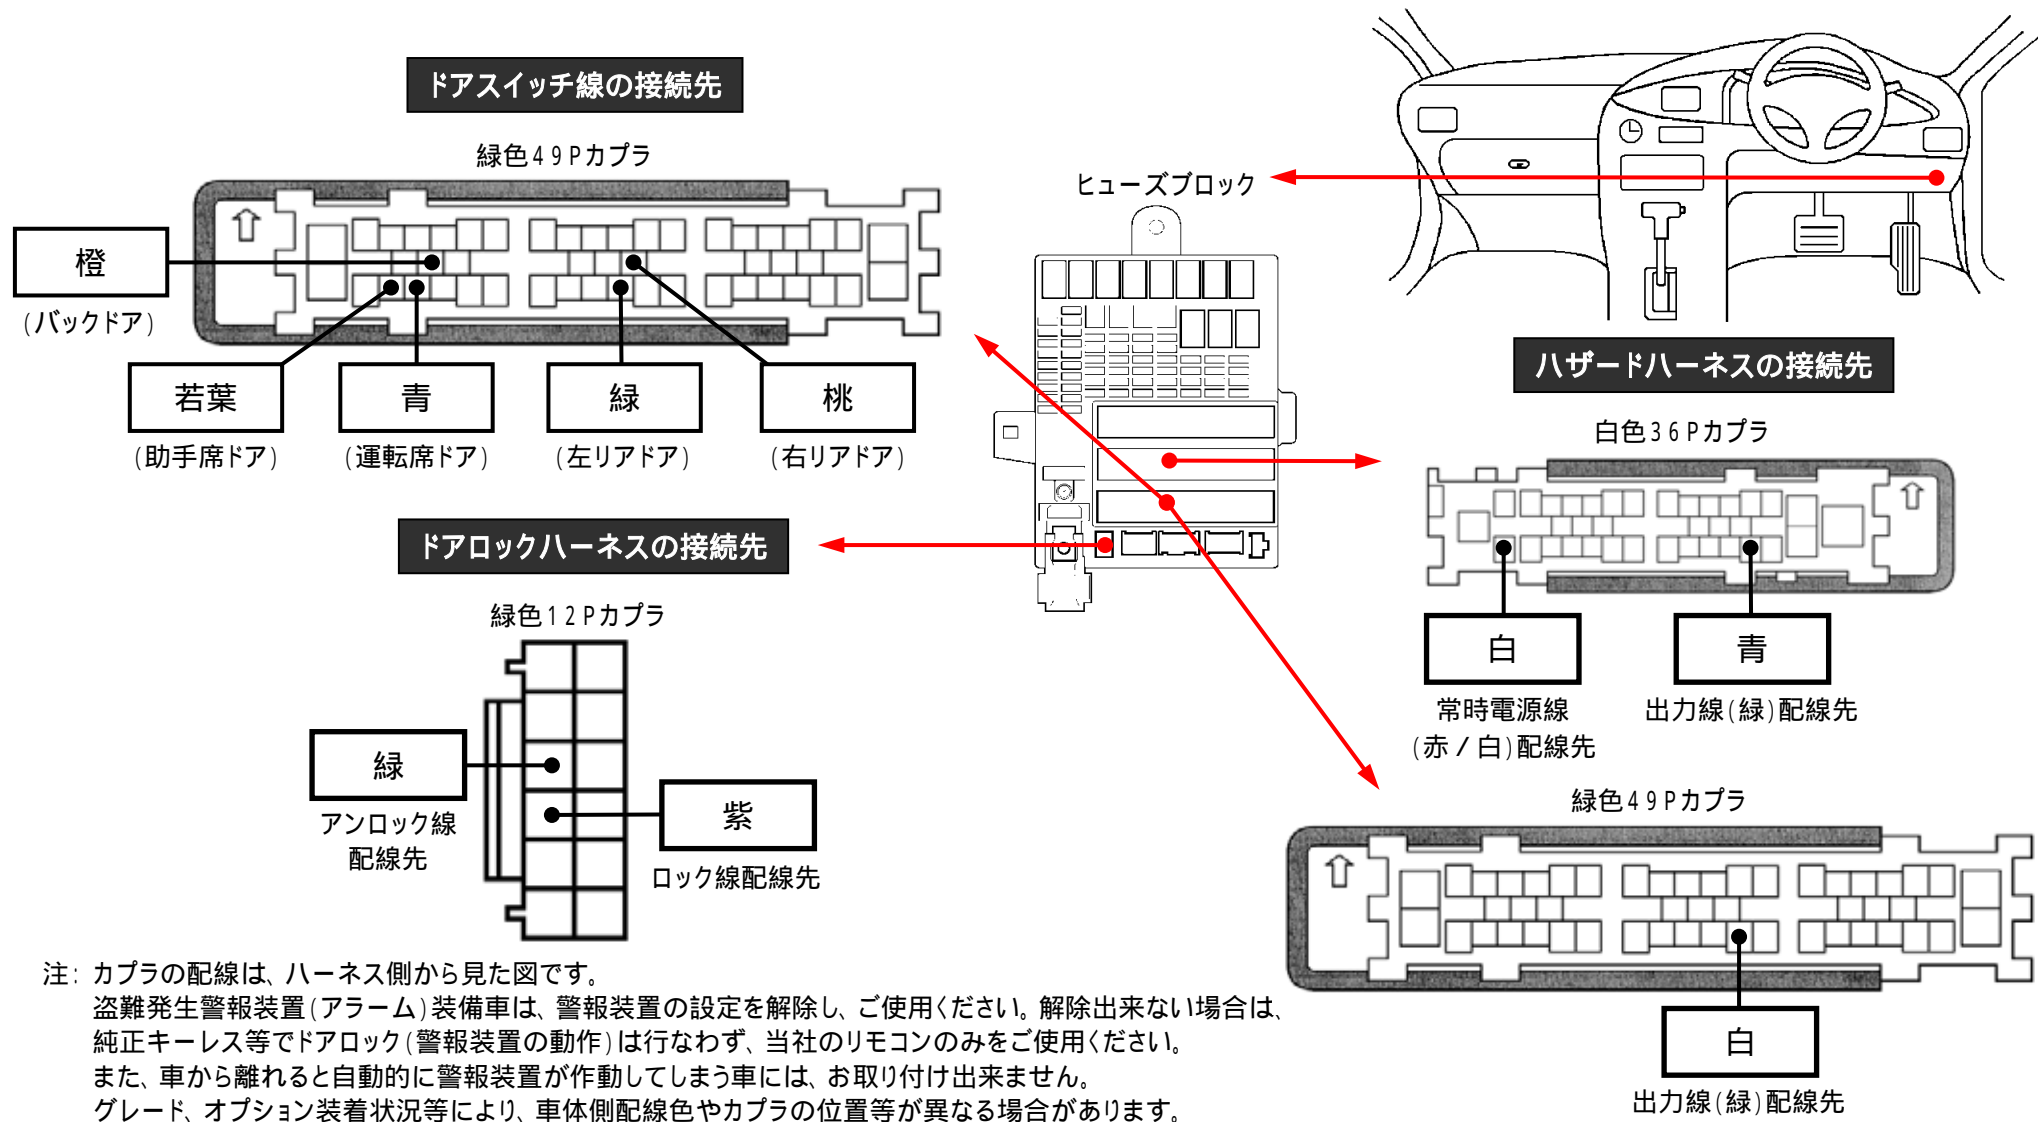 ドアスイッチ線の接続先
緑色49Pカプラ
橙
(バックドア)
若葉
(助手席ドア)
青
(運転席ドア)
緑
(左リアドア)
桃
(右リアドア)
ヒューズブロック
ハザードハーネスの接続先
白色36Pカプラ
白
常時電源線
(赤/白)配線先
青
出力線(緑)配線先
ドアロックハーネスの接続先
緑色12Pカプラ
緑
アンロック線
配線先
紫
ロック線配線先
緑色49Pカプラ
白
出力線(緑)配線先
注:カプラの配線は、ハーネス側から見た図です。
盗難発生警報装置(アラーム)装備車は、警報装置の設定を解除し、ご使用ください。解除出来ない場合は、
純正キーレス等でドアロック(警報装置の動作)は行なわず、当社のリモコンのみをご使用ください。
また、車から離れると自動的に警報装置が作動してしまう車には、お取り付け出来ません。
グレード、オプション装着状況等により、車体側配線色やカプラの位置等が異なる場合があります。